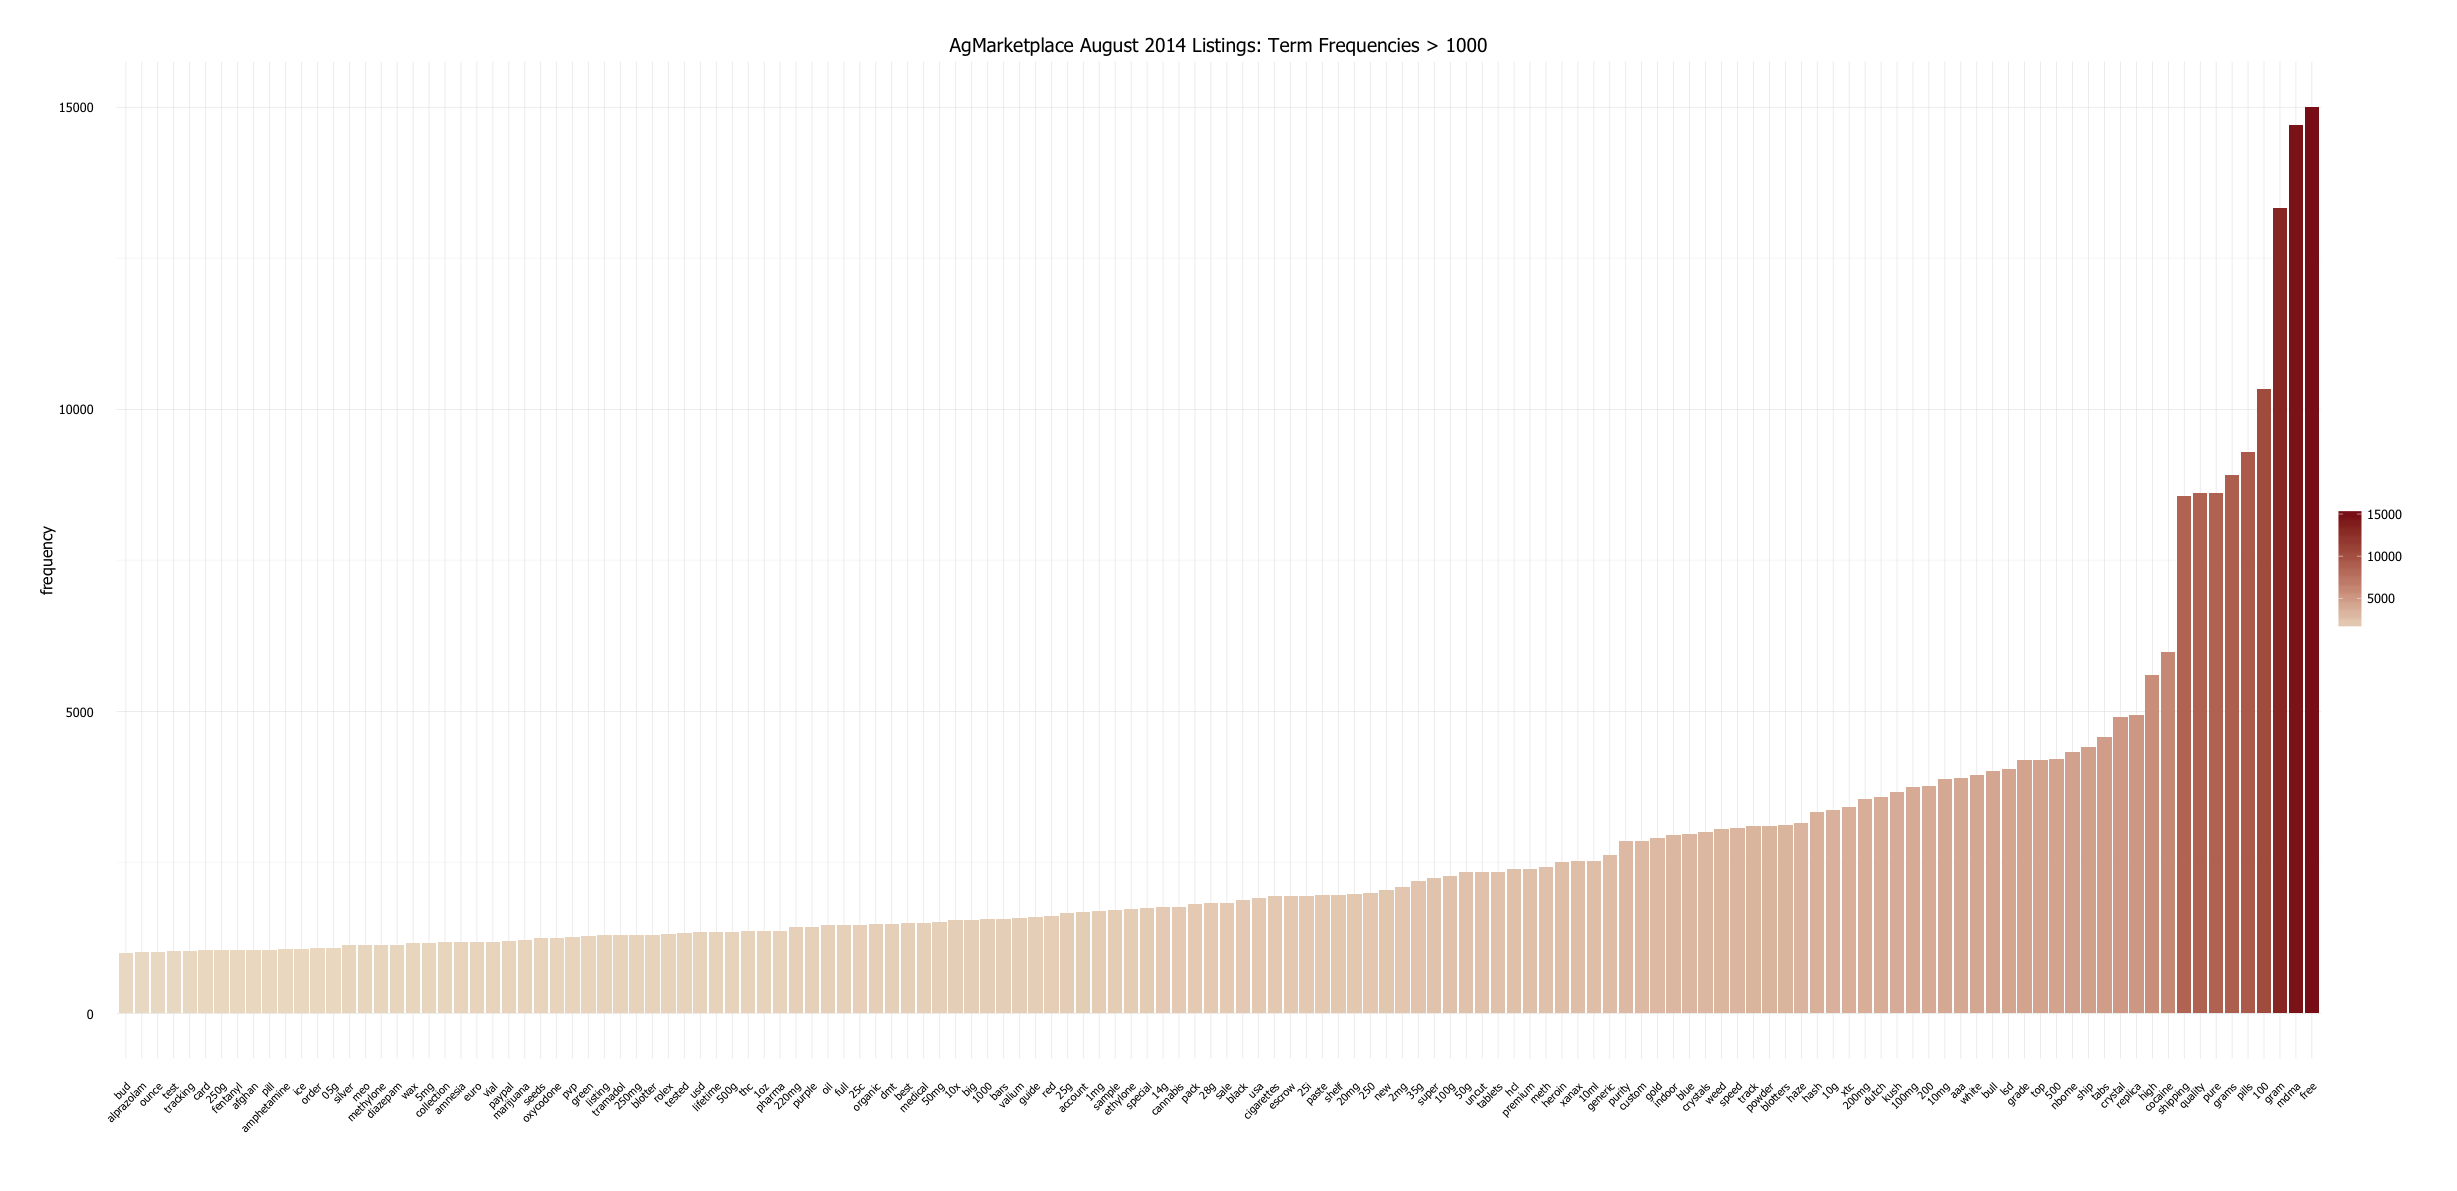 AgMarketplace August 2014 Listings: Term Frequencies > 1000
15000
10000
5000
0
frequency
bud
alprazolam
ounce
test
tracking
card
250g
fentanyl
afghan
pill
amphetamine
ice
order
05g
silver
meo
methylone
diazepam
wax
5mg
collection
amnesia
euro
vial
paypal
marijuana
seeds
oxycodone
pvp
green
listing
tramadol
250mg
blotter
rolex
tested
usd
lifetime
500g
thc
1oz
pharma
220mg
purple
oil
full
25c
organic
dmt
best
medical
50mg
10x
big
1000
bars
valium
guide
red
25g
account
1mg
sample
ethylone
special
14g
cannabis
pack
28g
sale
black
usa
cigarettes
escrow
25i
paste
shelf
20mg
250
new
2mg
35g
super
100g
50g
uncut
tablets
hcl
premium
meth
heroin
xanax
10ml
generic
purity
custom
gold
indoor
blue
crystals
weed
speed
track
powder
blotters
haze
hash
10g
xtc
200mg
dutch
kush
100mg
200
10mg
aaa
white
bull
lsd
grade
top
500
nbome
ship
tabs
crystal
replica
high
cocaine
shipping
quality
pure
grams
pills
100
gram
mdma
free
15000
10000
5000